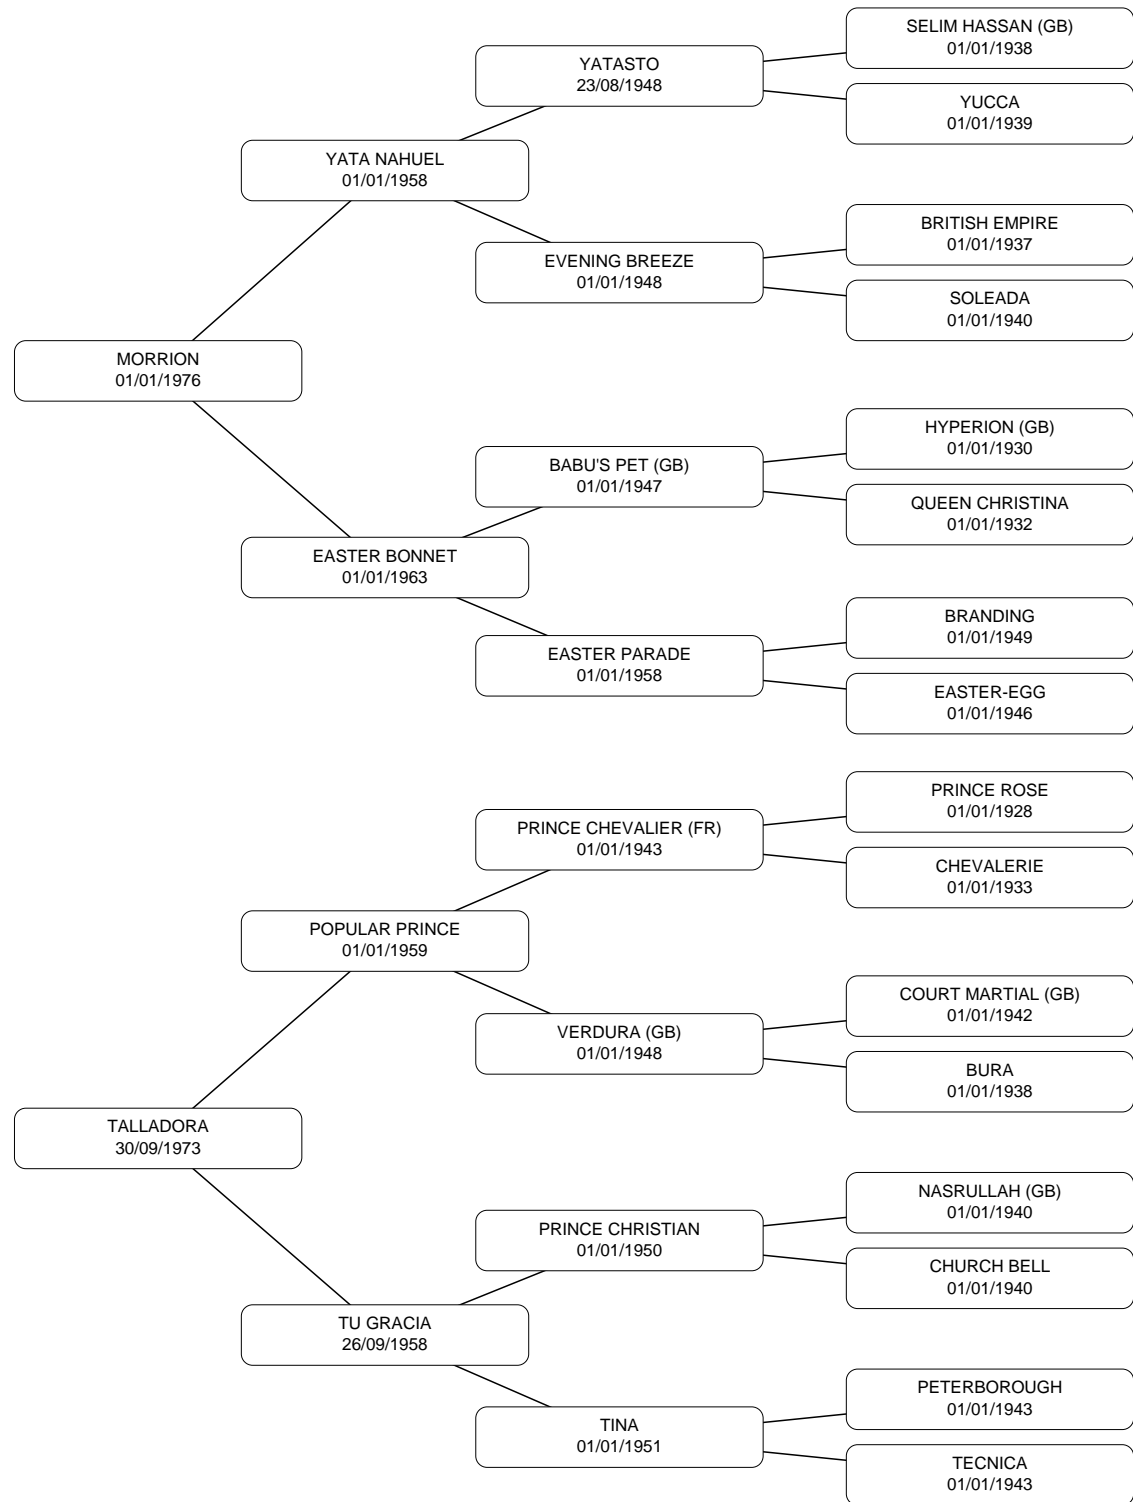 SELIM HASSAN (GB)
01/01/1938
YATASTO
23/08/1948
YUCCA
01/01/1939
YATA NAHUEL
01/01/1958
BRITISH EMPIRE
01/01/1937
EVENING BREEZE
01/01/1948
SOLEADA
01/01/1940
MORRION
01/01/1976
HYPERION (GB)
01/01/1930
BABU'S PET (GB)
01/01/1947
QUEEN CHRISTINA
01/01/1932
EASTER BONNET
01/01/1963
BRANDING
01/01/1949
EASTER PARADE
01/01/1958
EASTER-EGG
01/01/1946
PRINCE ROSE
01/01/1928
PRINCE CHEVALIER (FR)
01/01/1943
CHEVALERIE
01/01/1933
POPULAR PRINCE
01/01/1959
COURT MARTIAL (GB)
01/01/1942
VERDURA (GB)
01/01/1948
BURA
01/01/1938
TALLADORA
30/09/1973
NASRULLAH (GB)
01/01/1940
PRINCE CHRISTIAN
01/01/1950
CHURCH BELL
01/01/1940
TU GRACIA
26/09/1958
PETERBOROUGH
01/01/1943
TINA
01/01/1951
TECNICA
01/01/1943